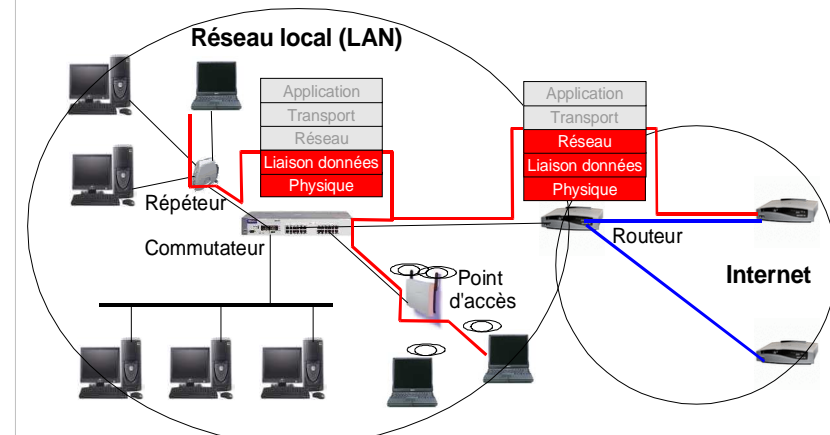 Réseau local (LAN)
Application
Transport
Réseau
Liaison données
Physique
Application
Transport
Réseau
Liaison données
Physique
Répéteur
Commutateur
Routeur
Point
d'accès
Internet